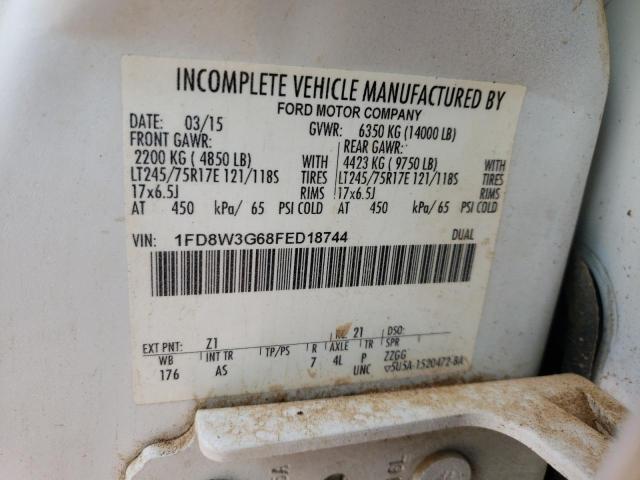 INCOMPLETE VEHICLE MANUFACTURED BY
FORD MOTOR COMPANY
DATE: 03/15 GVWR: 6350 KG (14000 LB)
FRONT GAWR: REAR GAWR:
2200 KG ( 4850 LB) WITH 4423 KG ( 9750 LB) WITH
LT245/75R17E 121/118S TIRES LT245/75R17E 121/118S TIRES
17x6.5J RIMS 17x6.5J RIMS
AT 450 kPa/ 65 PSI COLD AT 450 kPa/ 65 PSI COLD
VIN: 1FD8W3G68FED18744 DUAL
EXT PNT: Z1 21 DSO:
WB INT TR TP/PS R AXLE TR SPR
176 AS 7 4L P ZZGG
UNC 5U5A-1520472-BA